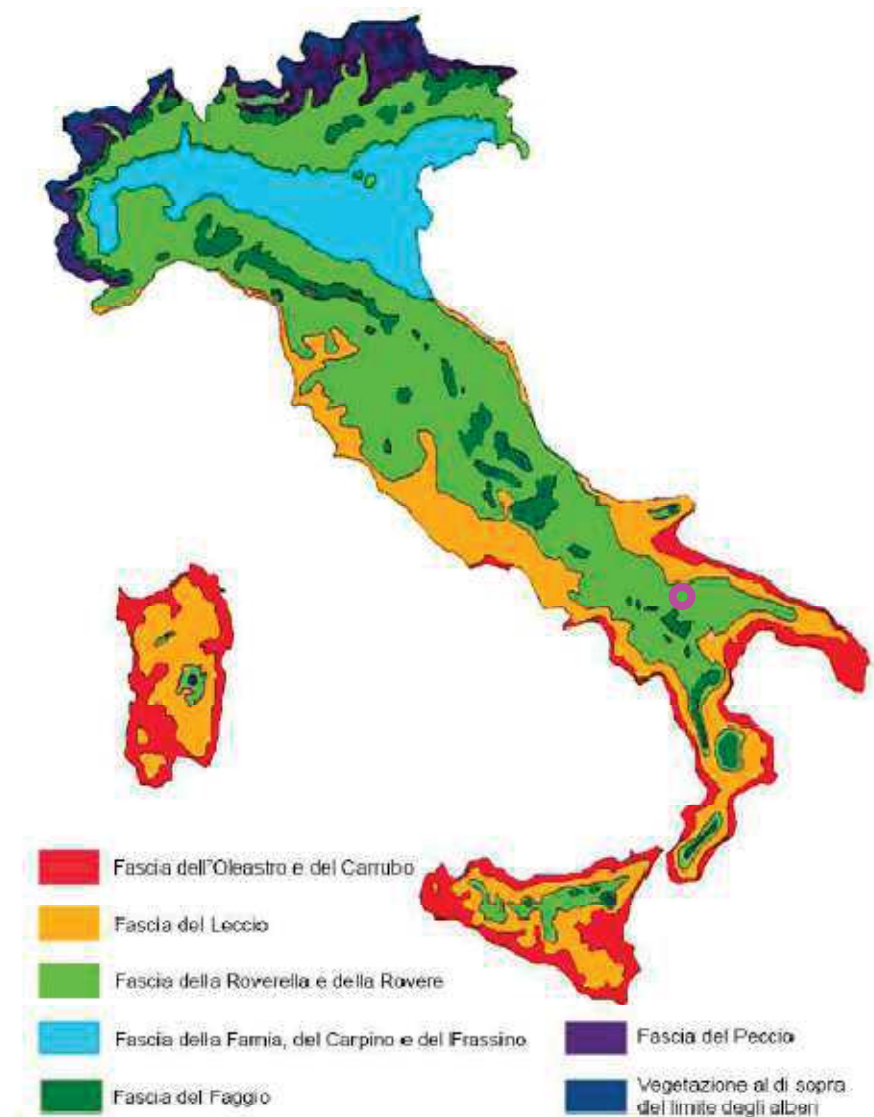 Fascia dell'Oleastro e del Carrubo
Fascia del Leccio
Fascia della Roverella e della Rovere
Fascia della Farnia, del Carpino e del Frassino
Fascia del Faggio
Fascia del Peccio
Vegetazione al di sopra
del limite degli alberi